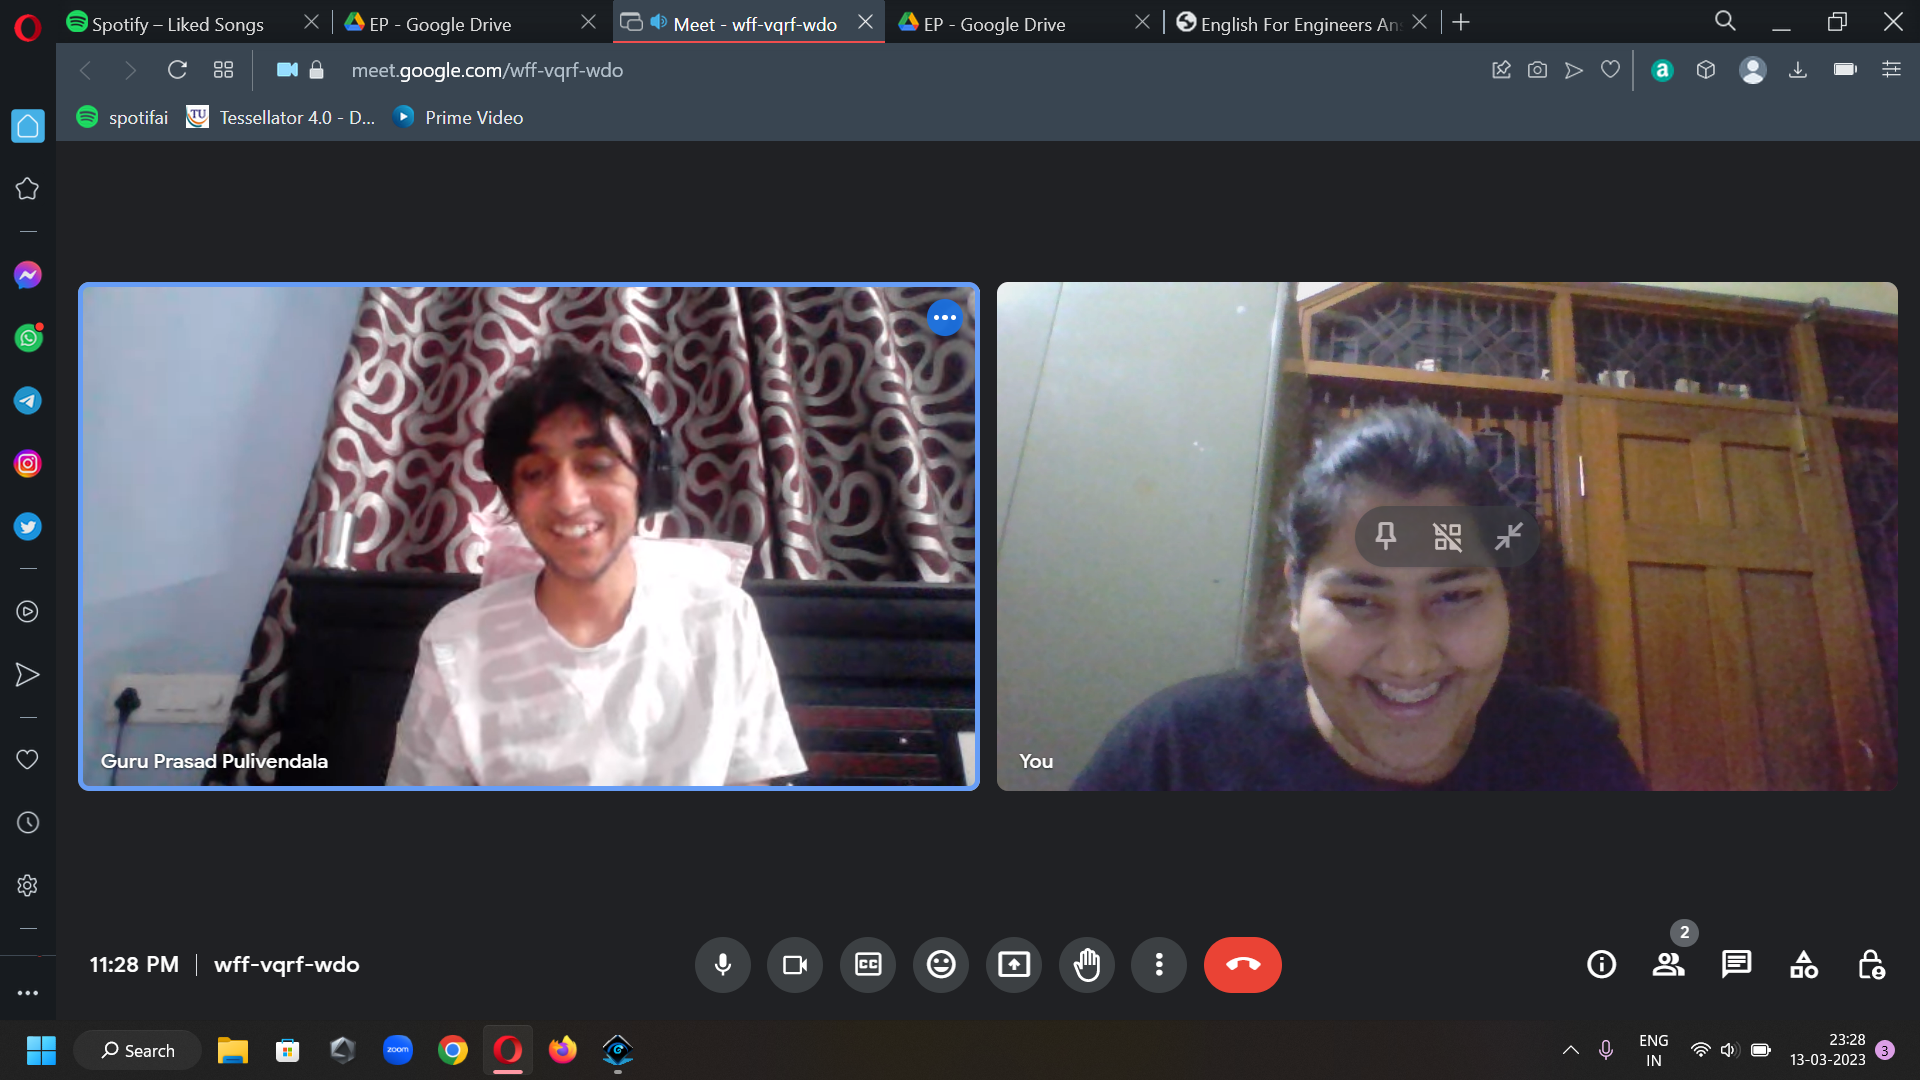 Spotify – Liked Songs
EP - Google Drive
Meet - wff-vqrf-wdo
EP - Google Drive
English For Engineers An
meet.google.com/wff-vqrf-wdo
a
spotifai
TU
Tessellator 4.0 - D...
Prime Video
Guru Prasad Pulivendala
You
11:28 PM
wff-vqrf-wdo
CC
2
Search
zoom
ENG
IN
23:28
13-03-2023
3